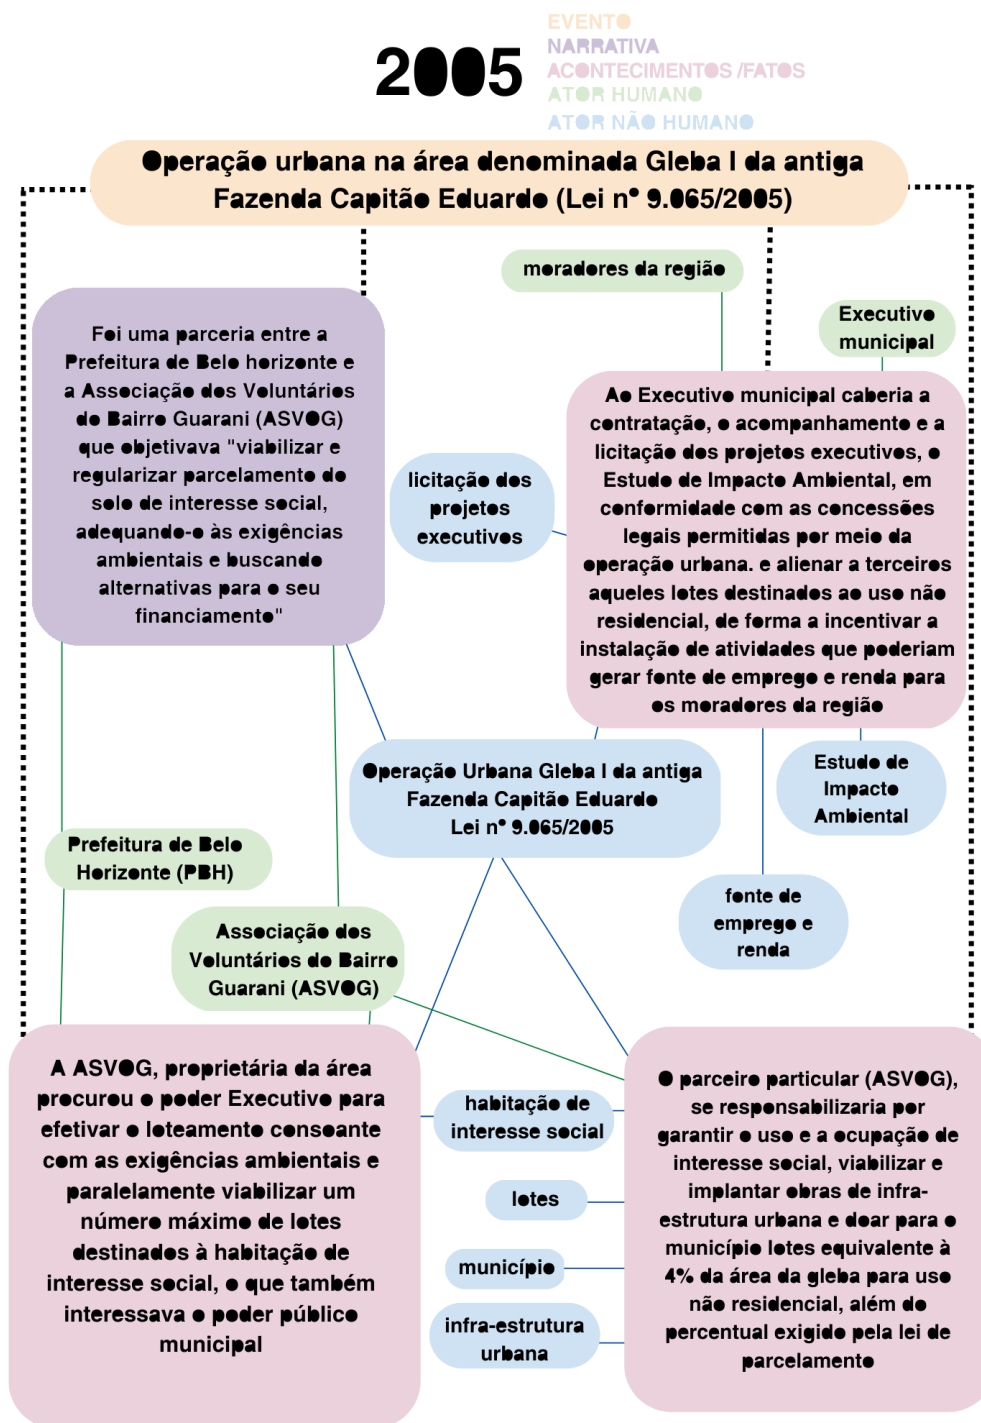 2005
EVENTO
NARRATIVA
ACONTECIMENTOS /FATOS
ATOR HUMANO
ATOR NÃO HUMANO
Operação urbana na área denominada Gleba I da antiga
Fazenda Capitão Eduardo (Lei n° 9.065/2005)
moradores da região
Executivo
municipal
Foi uma parceria entre a
Prefeitura de Belo horizonte e
a Associação dos Voluntários
do Bairro Guarani (ASVOG)
que objetivava "viabilizar e
regularizar parcelamento do
solo de interesse social,
adequando-o às exigências
ambientais e buscando
alternativas para o seu
financiamento"
licitação dos
projetos
executivos
Ao Executivo municipal caberia a
contratação, o acompanhamento e a
licitação dos projetos executivos, o
Estudo de Impacto Ambiental, em
conformidade com as concessões
legais permitidas por meio da
operação urbana. e alienar a terceiros
aqueles lotes destinados ao uso não
residencial, de forma a incentivar a
instalação de atividades que poderiam
gerar fonte de emprego e renda para
os moradores da região
Operação Urbana Gleba I da antiga
Fazenda Capitão Eduardo
Lei n° 9.065/2005
Estudo de
Impacto
Ambiental
Prefeitura de Belo
Horizonte (PBH)
fonte de
emprego e
renda
Associação dos
Voluntários do Bairro
Guarani (ASVOG)
A ASVOG, proprietária da área
procurou o poder Executivo para
efetivar o loteamento consoante
com as exigências ambientais e
paralelamente viabilizar um
número máximo de lotes
destinados à habitação de
interesse social, o que também
interessava o poder público
municipal
habitação de
interesse social
lotes
município
infra-estrutura
urbana
O parceiro particular (ASVOG),
se responsabilizaria por
garantir o uso e a ocupação de
interesse social, viabilizar e
implantar obras de infra-
estrutura urbana e doar para o
município lotes equivalente à
4% da área da gleba para uso
não residencial, além do
percentual exigido pela lei de
parcelamento